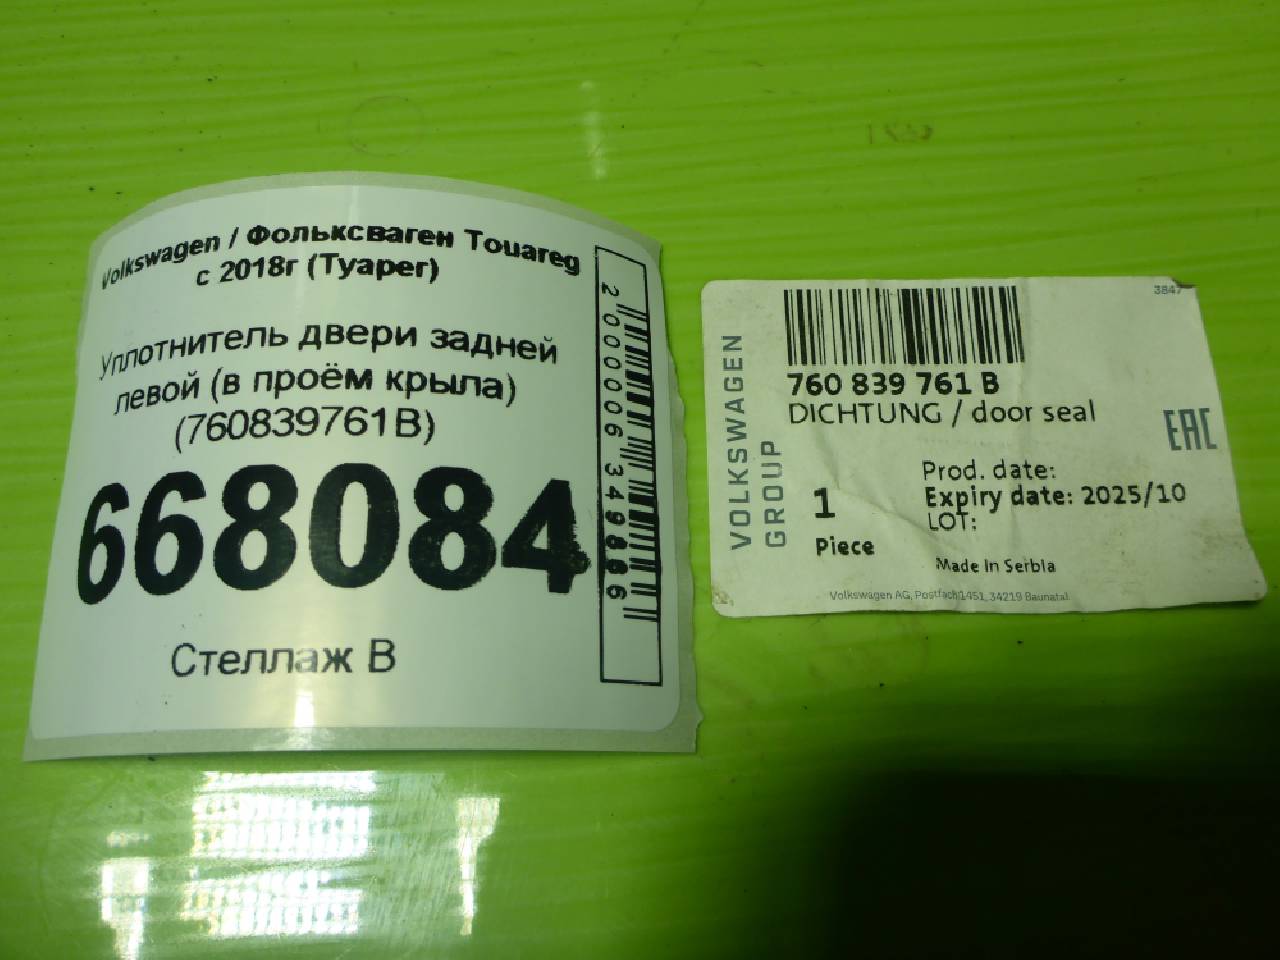 Volkswagen / Фольксваген Touareg
с 2018г (Туарег)
Уплотнитель двери задней
левой (в проём крыла)
(760839761B)
668084
Стеллаж В
2000006349886
3847
VOLKSWAGEN
GROUP
760 839 761 B
DICHTUNG / door seal
EAC
Prod. date:
Expiry date: 2025/10
LOT:
1
Piece
Made In Serbia
Volkswagen AG, Postfach 1451, 34219 Baunatal